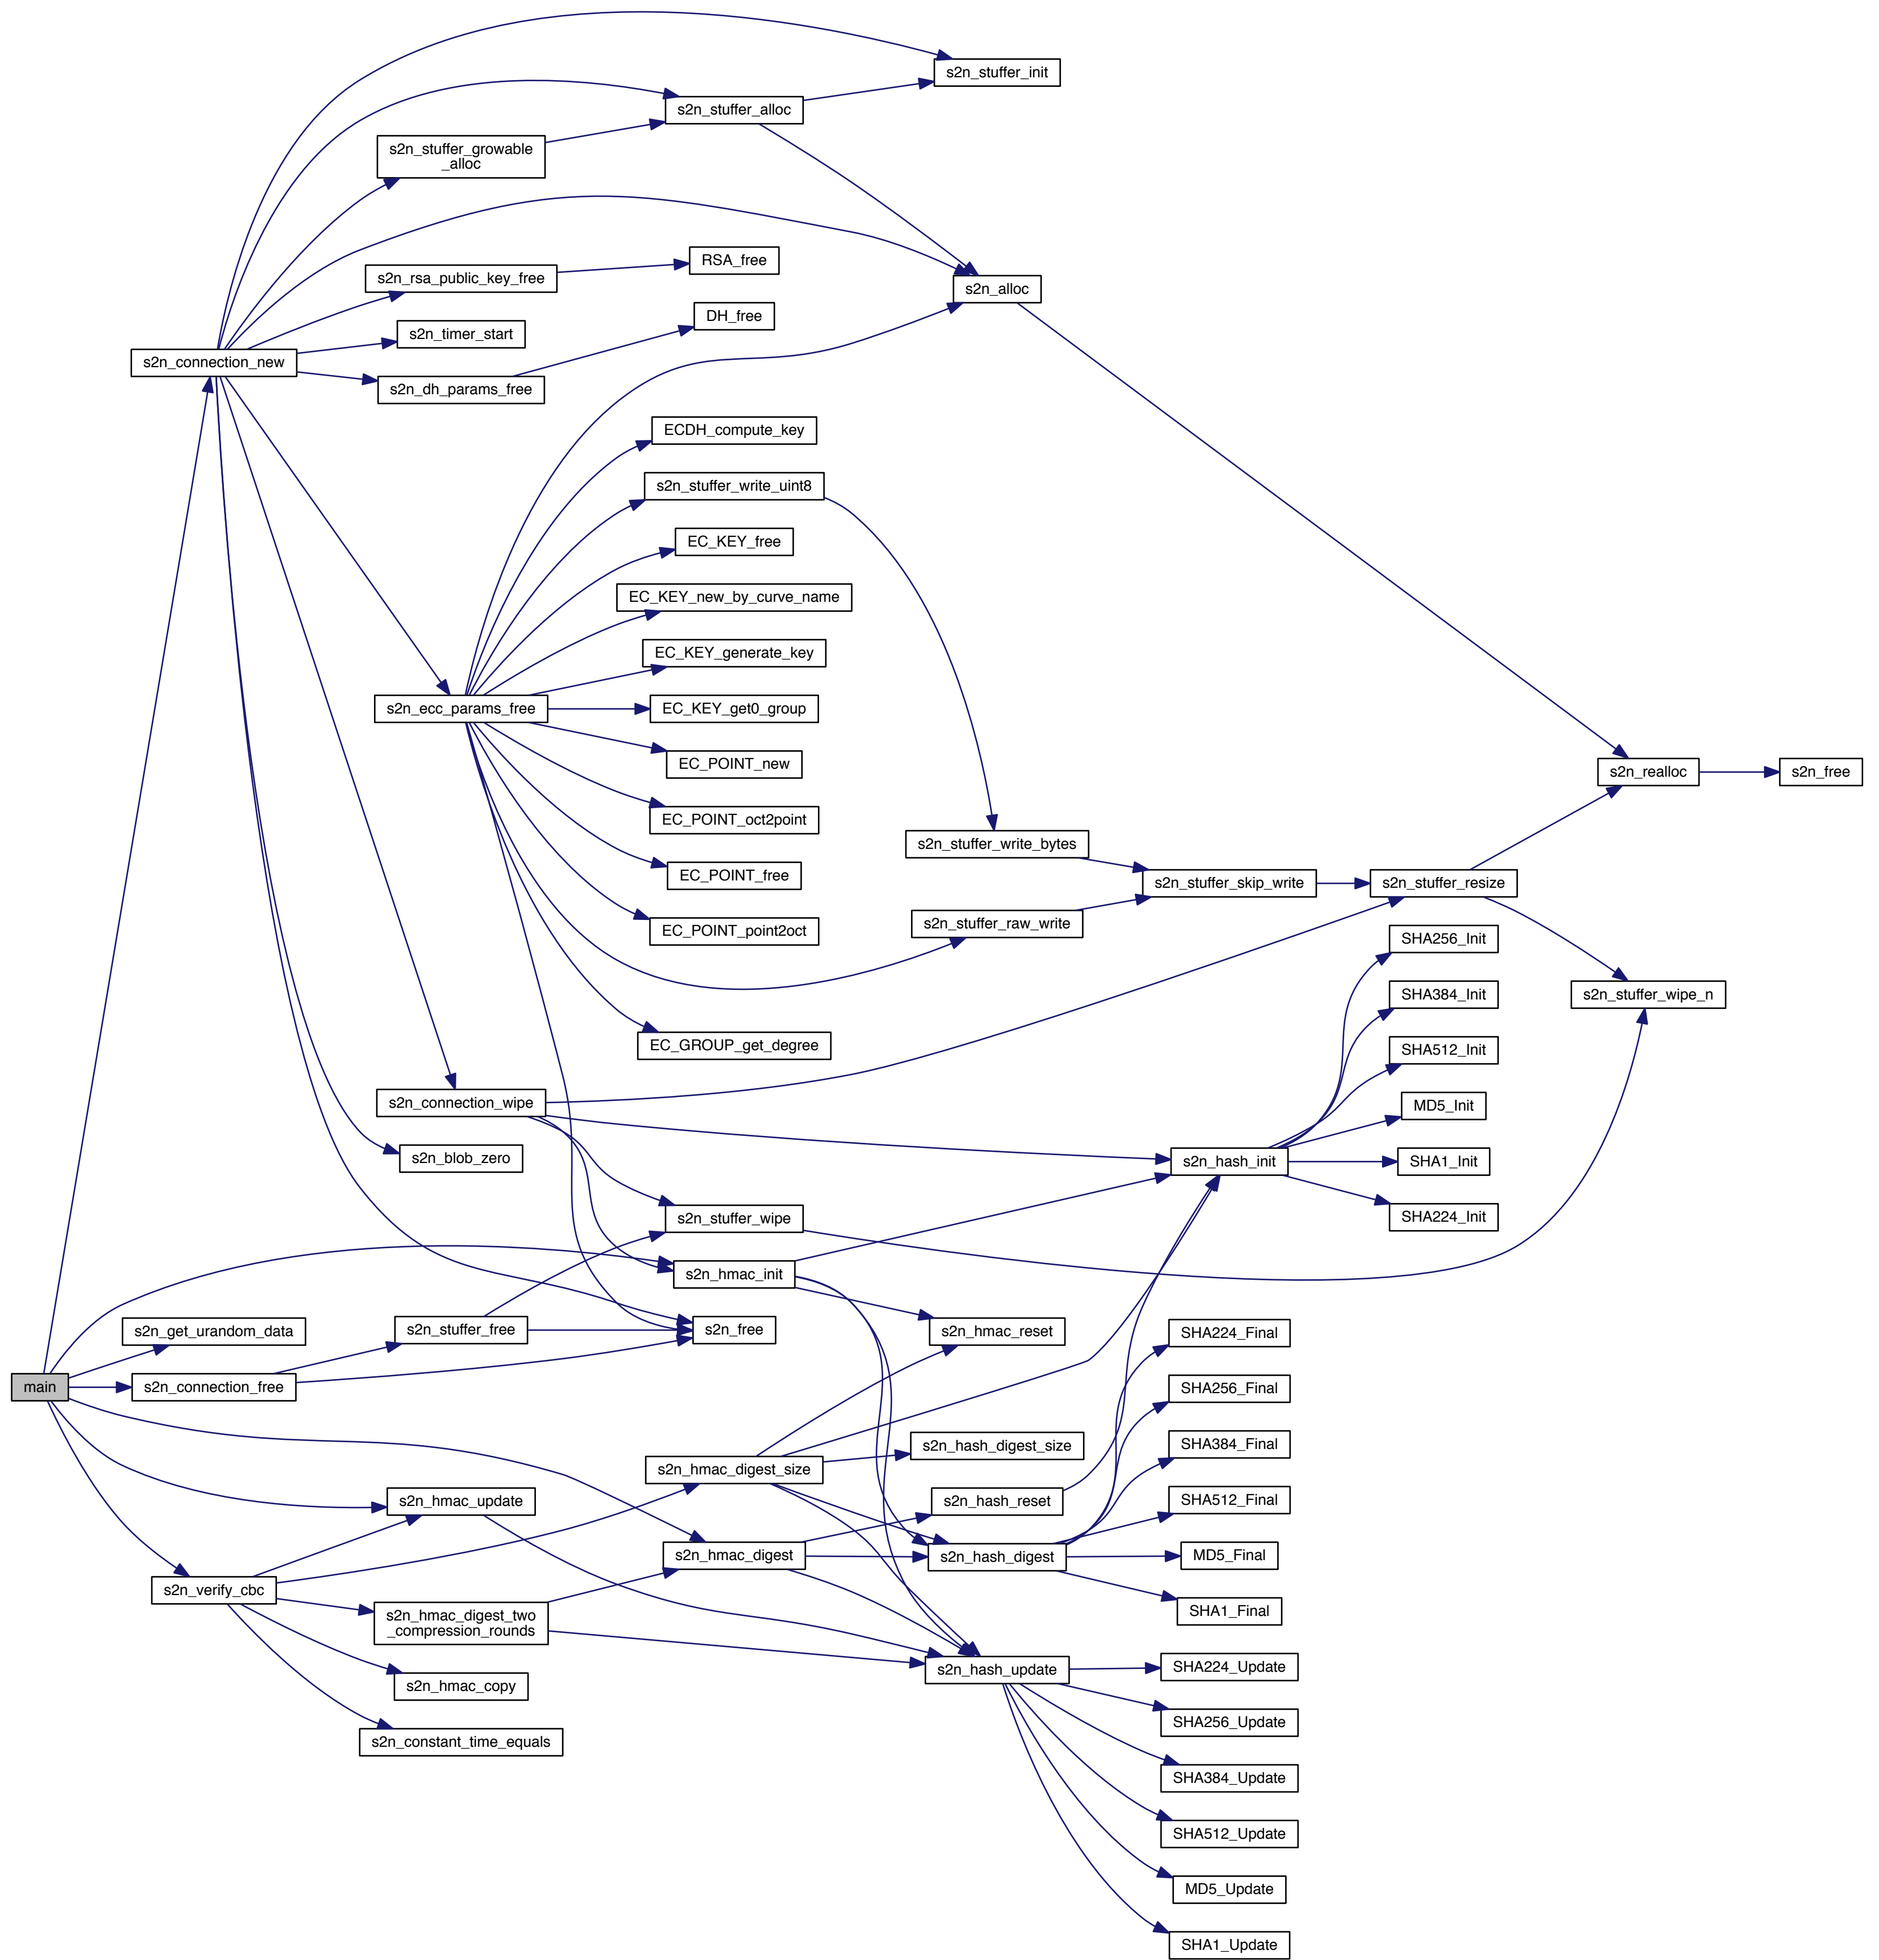 s2n_stuffer_init
s2n_stuffer_alloc
s2n_stuffer_growable
_alloc
RSA_free
s2n_rsa_public_key_free
s2n_alloc
DH_free
s2n_timer_start
s2n_connection_new
s2n_dh_params_free
ECDH_compute_key
s2n_stuffer_write_uint8
EC_KEY_free
EC_KEY_new_by_curve_name
EC_KEY_generate_key
s2n_ecc_params_free
EC_KEY_get0_group
EC_POINT_new
s2n_realloc
s2n_free
EC_POINT_oct2point
s2n_stuffer_write_bytes
EC_POINT_free
s2n_stuffer_skip_write
s2n_stuffer_resize
s2n_stuffer_raw_write
EC_POINT_point2oct
SHA256_Init
SHA384_Init
s2n_stuffer_wipe_n
EC_GROUP_get_degree
SHA512_Init
s2n_connection_wipe
MD5_Init
s2n_blob_zero
s2n_hash_init
SHA1_Init
s2n_stuffer_wipe
SHA224_Init
s2n_hmac_init
s2n_get_urandom_data
s2n_stuffer_free
s2n_free
s2n_hmac_reset
SHA224_Final
main
s2n_connection_free
SHA256_Final
s2n_hash_digest_size
SHA384_Final
s2n_hmac_digest_size
s2n_hmac_update
s2n_hash_reset
SHA512_Final
s2n_hmac_digest
s2n_hash_digest
MD5_Final
s2n_verify_cbc
SHA1_Final
s2n_hmac_digest_two
_compression_rounds
s2n_hash_update
SHA224_Update
s2n_hmac_copy
SHA256_Update
s2n_constant_time_equals
SHA384_Update
SHA512_Update
MD5_Update
SHA1_Update